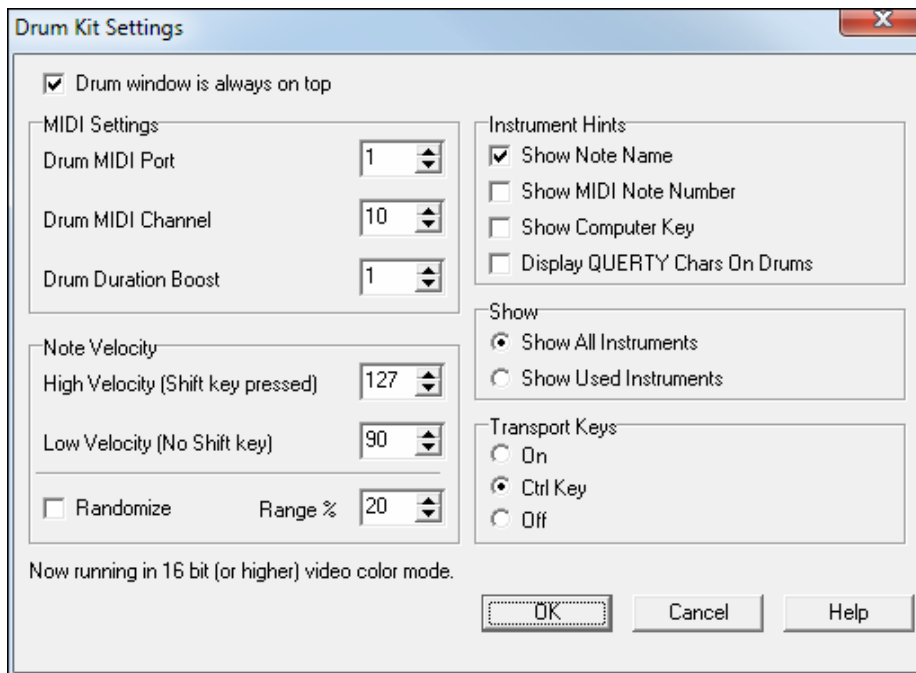 Drum Kit Settings
Drum window is always on top
MIDI Settings
Drum MIDI Port 1
Drum MIDI Channel 10
Drum Duration Boost 1
Note Velocity
High Velocity (Shift key pressed) 127
Low Velocity (No Shift key) 90
Randomize Range % 20
Instrument Hints
Show Note Name
Show MIDI Note Number
Show Computer Key
Display QUERTY Chars On Drums
Show
Show All Instruments
Show Used Instruments
Transport Keys
On
Ctrl Key
Off
Now running in 16 bit (or higher) video color mode.
OK Cancel Help